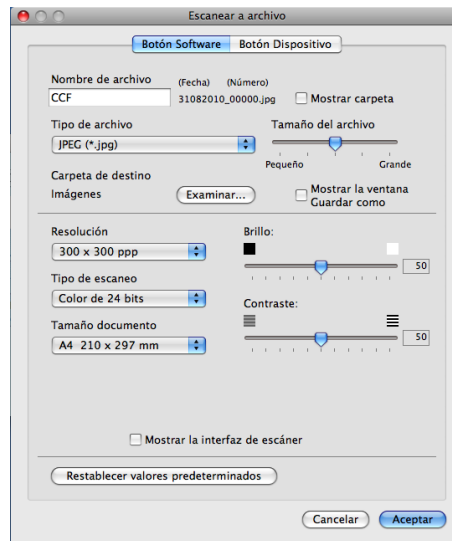 Escanear a archivo
Botón Software Botón Dispositivo
Nombre de archivo (Fecha) (Número)
CCF 31082010_00000.jpg Mostrar carpeta
Tipo de archivo Tamaño del archivo
JPEG (*.jpg)
Pequeño Grande
Carpeta de destino
Imágenes Examinar... Mostrar la ventana
Guardar como
Resolución Brillo:
300 x 300 ppp
50
Tipo de escaneo
Color de 24 bits
Contraste:
Tamaño documento
A4 210 x 297 mm 50
Mostrar la interfaz de escáner
Restablecer valores predeterminados
Cancelar Aceptar